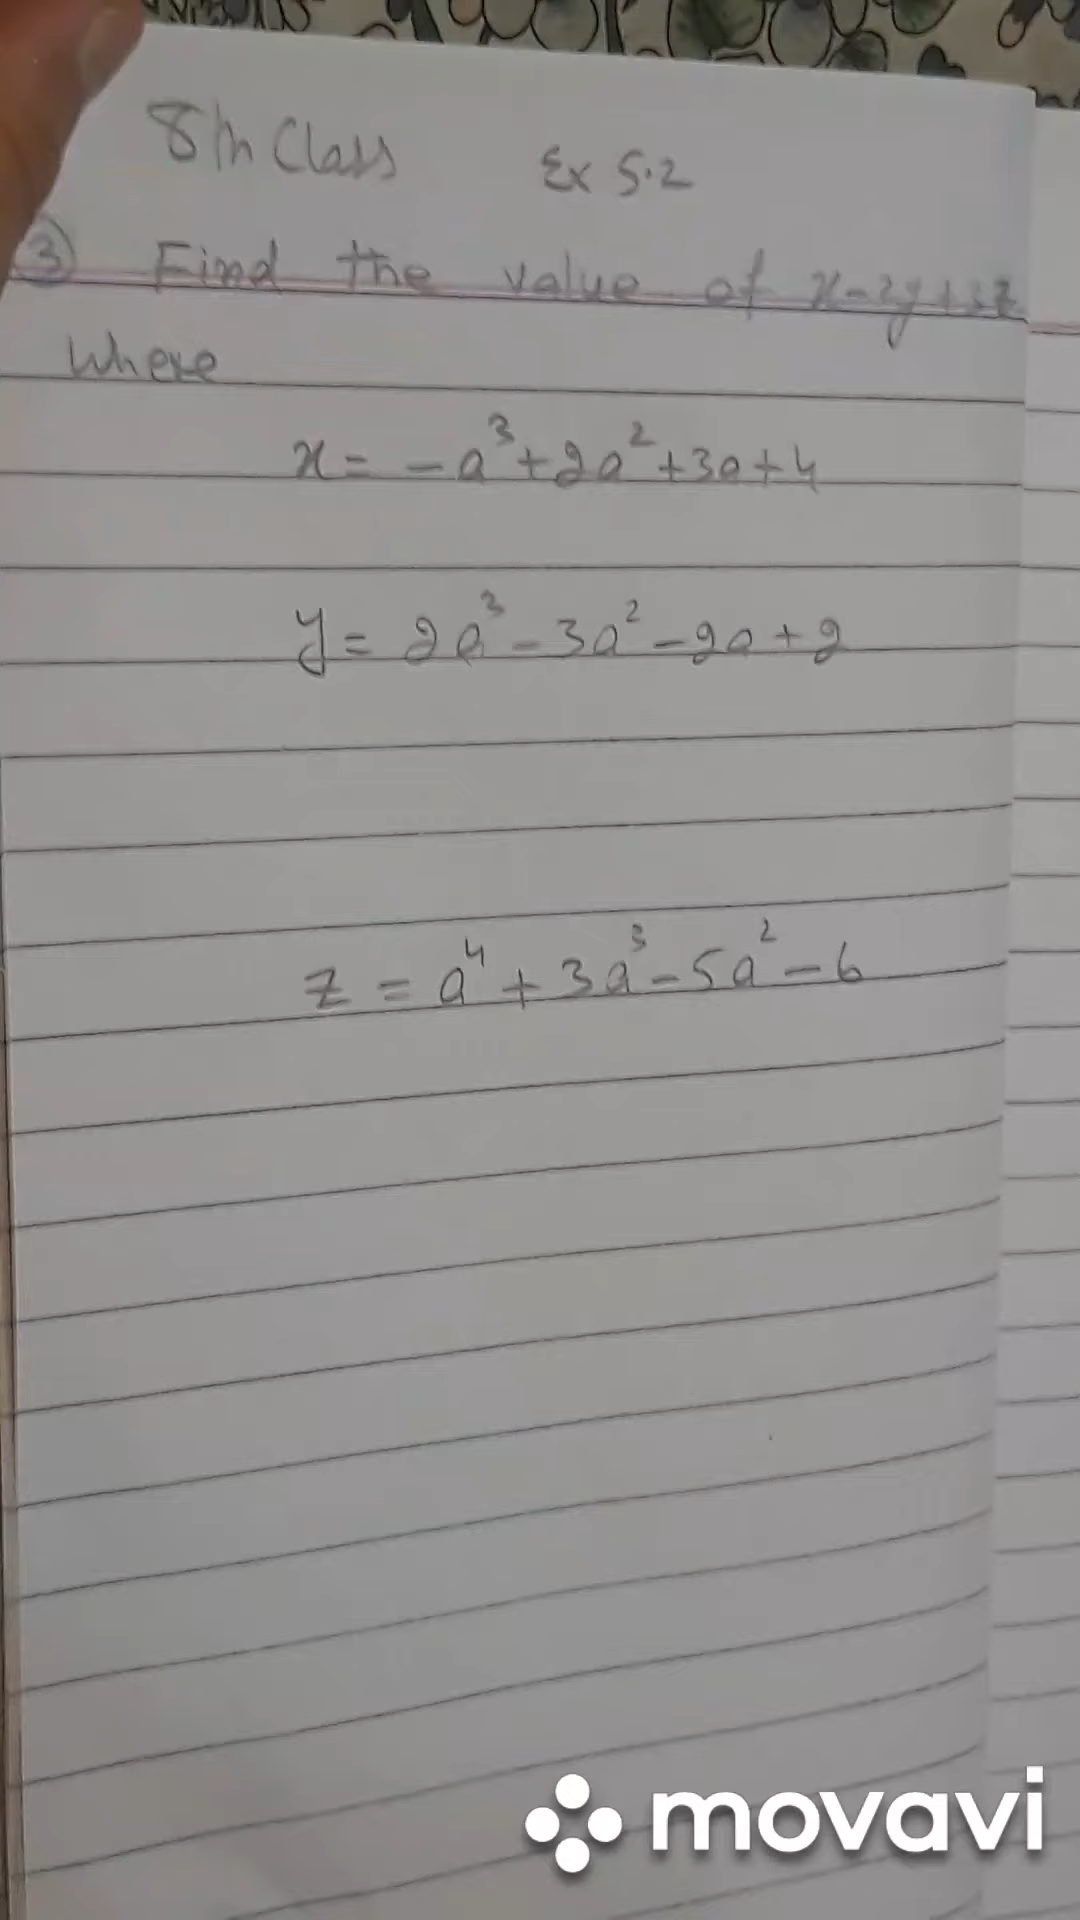 8th Class Ex 5.2
3 Find the value of x-2y+3z
where
x = -a³+2a²+3a+4
y = 2a³-3a²-2a+2
z = a⁴+3a³-5a²-6
movavi